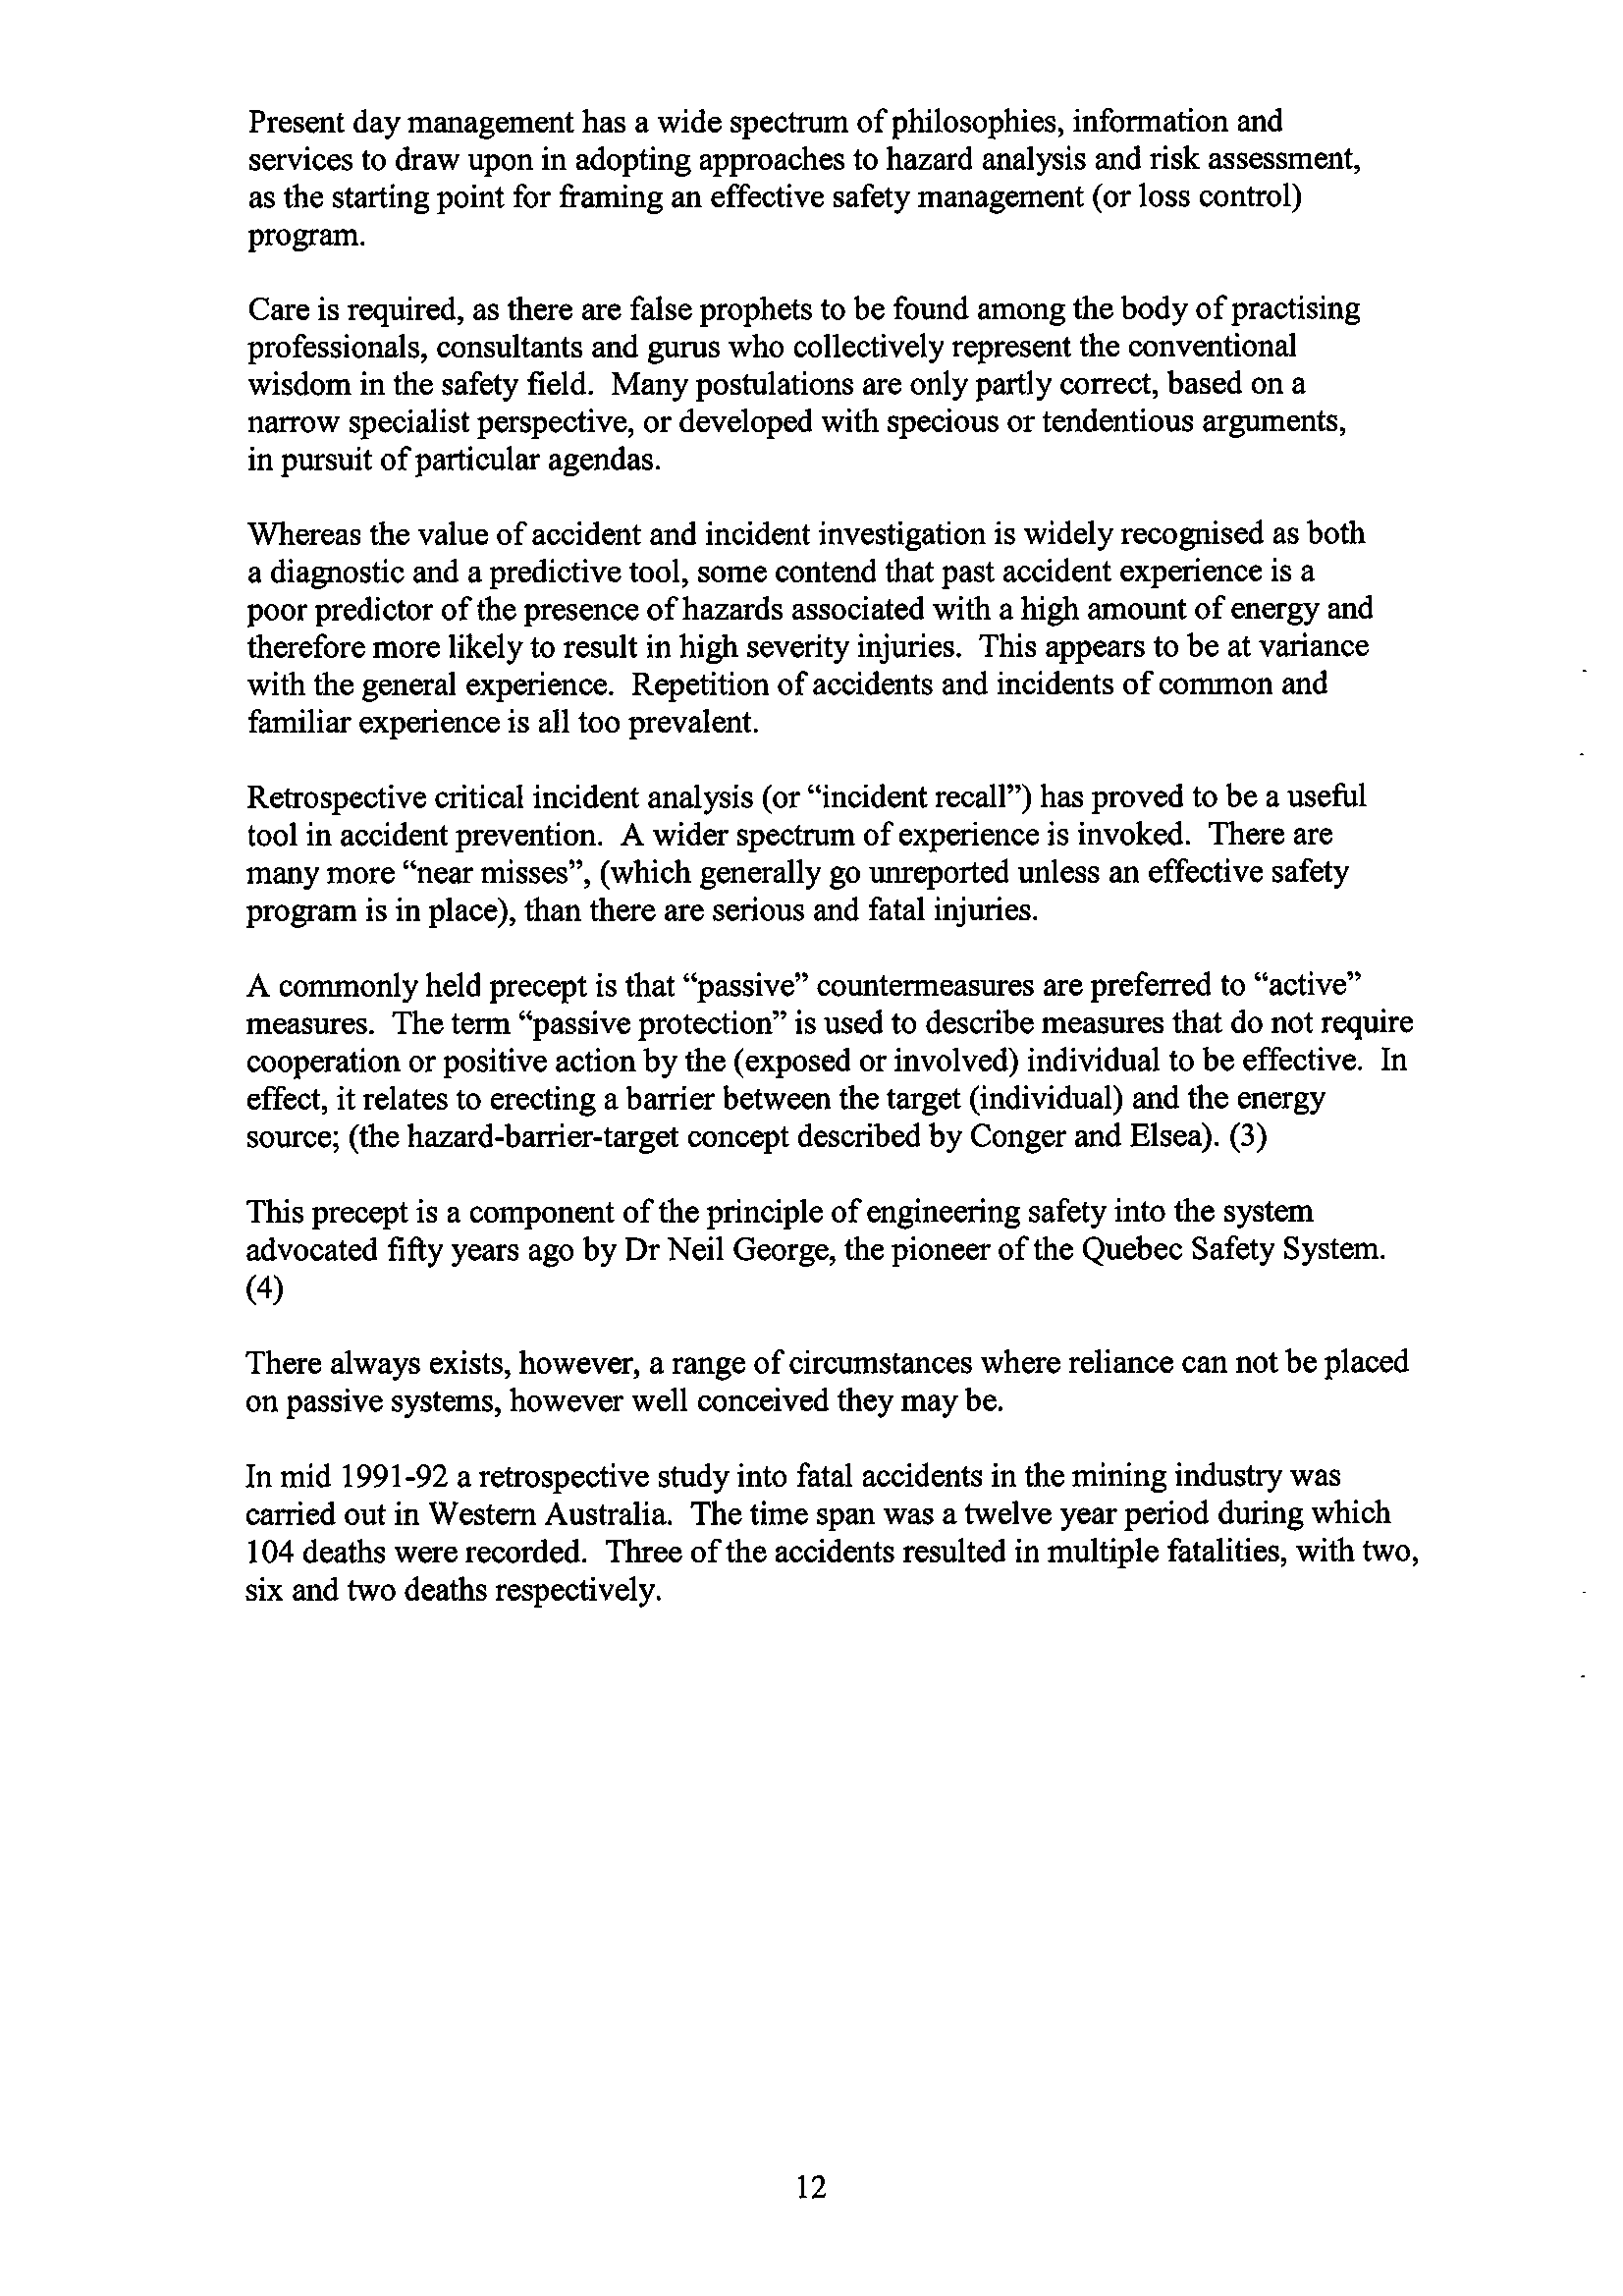 Present day management has a wide spectrum of philosophies, information and
services to draw upon in adopting approaches to hazard analysis and risk assessment,
as the starting point for framing an effective safety management (or loss control)
program.
Care is required, as there are false prophets to be found among the body of practising
professionals, consultants and gurus who collectively represent the conventional
wisdom in the safety field. Many postulations are only partly correct, based on a
narrow specialist perspective, or developed with specious or tendentious arguments,
in pursuit of particular agendas.
Whereas the value of accident and incident investigation is widely recognised as both
a diagnostic and a predictive tool, some contend that past accident experience is a
poor predictor of the presence of hazards associated with a high amount of energy and
therefore more likely to result in high severity injuries. This appears to be at variance
with the general experience. Repetition of accidents and incidents of common and
familiar experience is all too prevalent.
Retrospective critical incident analysis (or “incident recall”) has proved to be a useful
tool in accident prevention. A wider spectrum of experience is invoked. There are
many more “near misses”, (which generally go unreported unless an effective safety
program is in place), than there are serious and fatal injuries.
A commonly held precept is that “passive” countermeasures are preferred to “active”
measures. The term “passive protection” is used to describe measures that do not require
cooperation or positive action by the (exposed or involved) individual to be effective. In
effect, it relates to erecting a barrier between the target (individual) and the energy
source; (the hazard-barrier-target concept described by Conger and Elsea). (3)
This precept is a component of the principle of engineering safety into the system
advocated fifty years ago by Dr Neil George, the pioneer of the Quebec Safety System.
(4)
There always exists, however, a range of circumstances where reliance can not be placed
on passive systems, however well conceived they may be.
In mid 1991-92 a retrospective study into fatal accidents in the mining industry was
carried out in Western Australia. The time span was a twelve year period during which
104 deaths were recorded. Three of the accidents resulted in multiple fatalities, with two,
six and two deaths respectively.
12